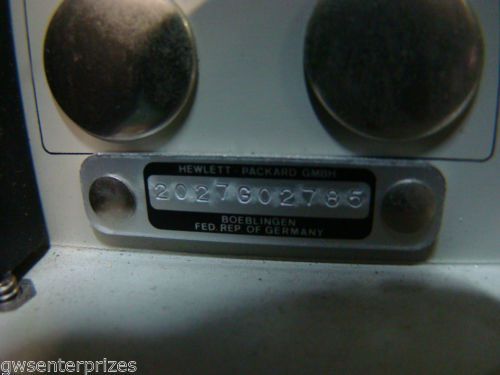 HEWLETT · PACKARD GMBH
2027G02785
BOEBLINGEN
FED. REP OF GERMANY
gwsenterprizes